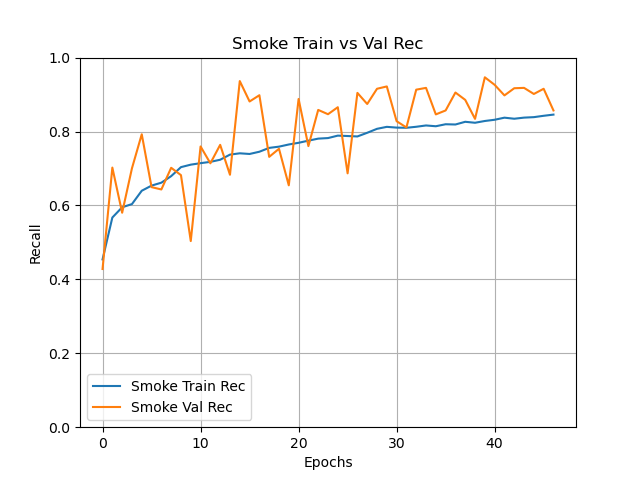 Smoke Train vs Val Rec
1.0
0.8
0.6
0.4
0.2
0.0
Recall
Smoke Train Rec
Smoke Val Rec
0 10 20 30 40
Epochs